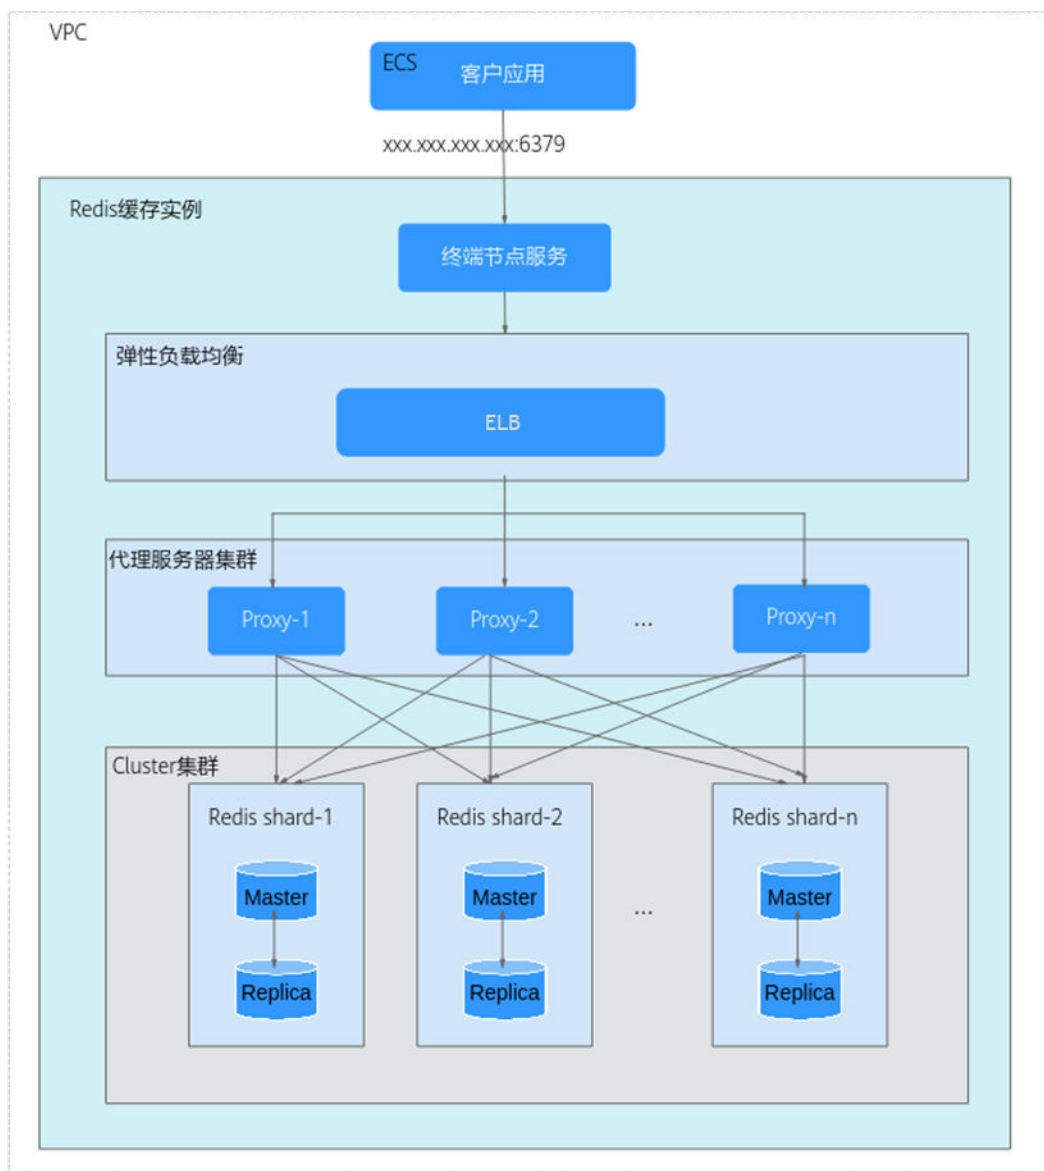 VPC
ECS
客户应用
xxx.xxx.xxx.xxx:6379
Redis缓存实例
终端节点服务
弹性负载均衡
ELB
代理服务器集群
Proxy-1
Proxy-2
...
Proxy-n
Cluster集群
Redis shard-1
Redis shard-2
Redis shard-n
Master
Master
...
Master
Replica
Replica
Replica